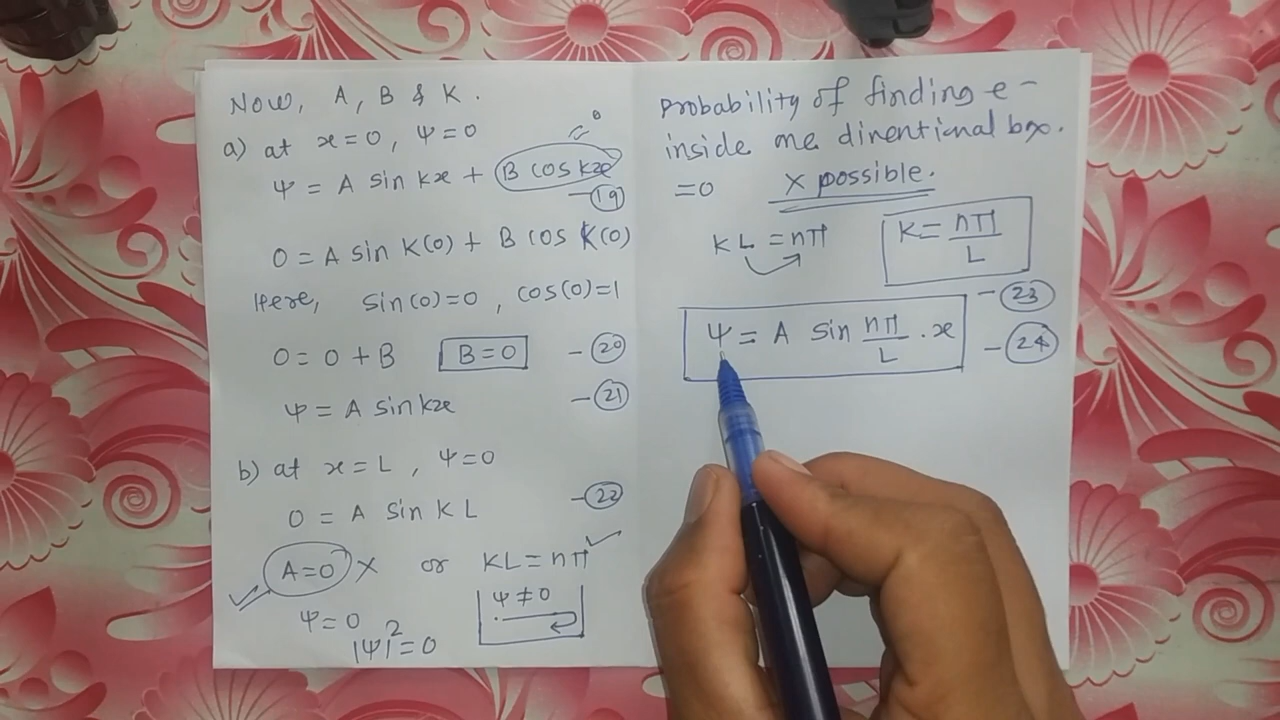 Now, A, B & K.
a) at x=0, Ψ=0
0
Ψ = A sin kx + B cos kx
-(19)
0 = A sin K(0) + B cos K(0)
Here, sin(0)=0, cos(0)=1
0 = 0 + B B=0 -(20)
Ψ = A sin kx -(21)
b) at x=L, Ψ=0
0 = A sin KL -(22)
A=0 X or KL = nπ ✓
Ψ=0 Ψ≠0
|Ψ|²=0
Probability of finding e-
inside one dimentional box.
=0 X possible.
KL = nπ K = nπ/L
-(23)
Ψ = A sin nπ/L . x -(24)